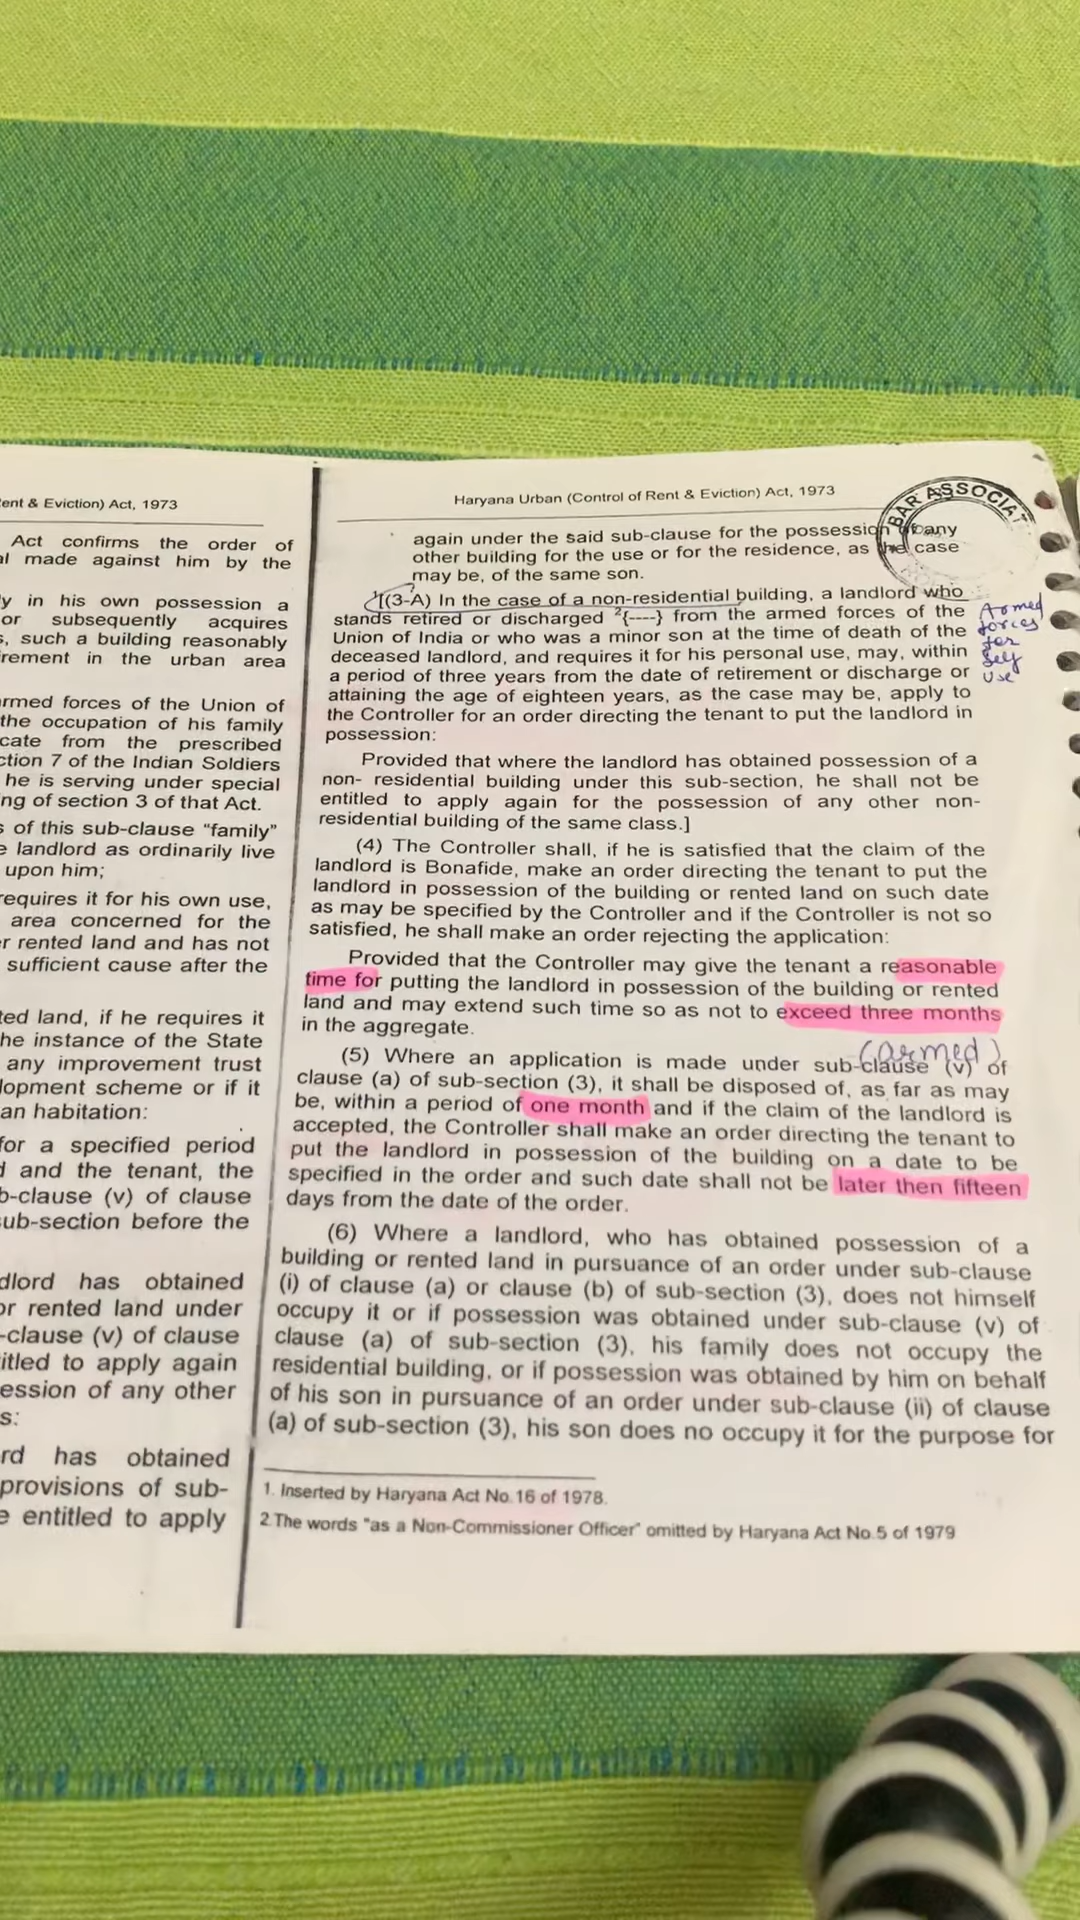 ent & Eviction) Act, 1973
Act confirms the order of
al made against him by the
y in his own possession a
or subsequently acquires
s, such a building reasonably
irement in the urban area
armed forces of the Union of
the occupation of his family
cate from the prescribed
ction 7 of the Indian Soldiers
he is serving under special
ng of section 3 of that Act.
s of this sub-clause "family"
e landlord as ordinarily live
upon him;
requires it for his own use,
area concerned for the
r rented land and has not
sufficient cause after the
ted land, if he requires it
he instance of the State
any improvement trust
lopment scheme or if it
an habitation:
for a specified period
d and the tenant, the
b-clause (v) of clause
sub-section before the
dlord has obtained
or rented land under
-clause (v) of clause
itled to apply again
ession of any other
s:
rd has obtained
provisions of sub-
e entitled to apply
Haryana Urban (Control of Rent & Eviction) Act, 1973
BAR ASSOCIAT
again under the said sub-clause for the possession of any
other building for the use or for the residence, as the case
may be, of the same son.
1[(3-A) In the case of a non-residential building, a landlord who
stands retired or discharged 2{----} from the armed forces of the
Union of India or who was a minor son at the time of death of the
deceased landlord, and requires it for his personal use, may, within
a period of three years from the date of retirement or discharge or
attaining the age of eighteen years, as the case may be, apply to
the Controller for an order directing the tenant to put the landlord in
possession:
Armed
forces
for
Self
use
Provided that where the landlord has obtained possession of a
non- residential building under this sub-section, he shall not be
entitled to apply again for the possession of any other non-
residential building of the same class.]
(4) The Controller shall, if he is satisfied that the claim of the
landlord is Bonafide, make an order directing the tenant to put the
landlord in possession of the building or rented land on such date
as may be specified by the Controller and if the Controller is not so
satisfied, he shall make an order rejecting the application:
Provided that the Controller may give the tenant a reasonable
time for putting the landlord in possession of the building or rented
land and may extend such time so as not to exceed three months
in the aggregate.
(armed)
(5) Where an application is made under sub-clause (v) of
clause (a) of sub-section (3), it shall be disposed of, as far as may
be, within a period of one month and if the claim of the landlord is
accepted, the Controller shall make an order directing the tenant to
put the landlord in possession of the building on a date to be
specified in the order and such date shall not be later then fifteen
days from the date of the order.
(6) Where a landlord, who has obtained possession of a
building or rented land in pursuance of an order under sub-clause
(i) of clause (a) or clause (b) of sub-section (3), does not himself
occupy it or if possession was obtained under sub-clause (v) of
clause (a) of sub-section (3), his family does not occupy the
residential building, or if possession was obtained by him on behalf
of his son in pursuance of an order under sub-clause (ii) of clause
(a) of sub-section (3), his son does no occupy it for the purpose for
1. Inserted by Haryana Act No.16 of 1978.
2.The words "as a Non-Commissioner Officer" omitted by Haryana Act No.5 of 1979